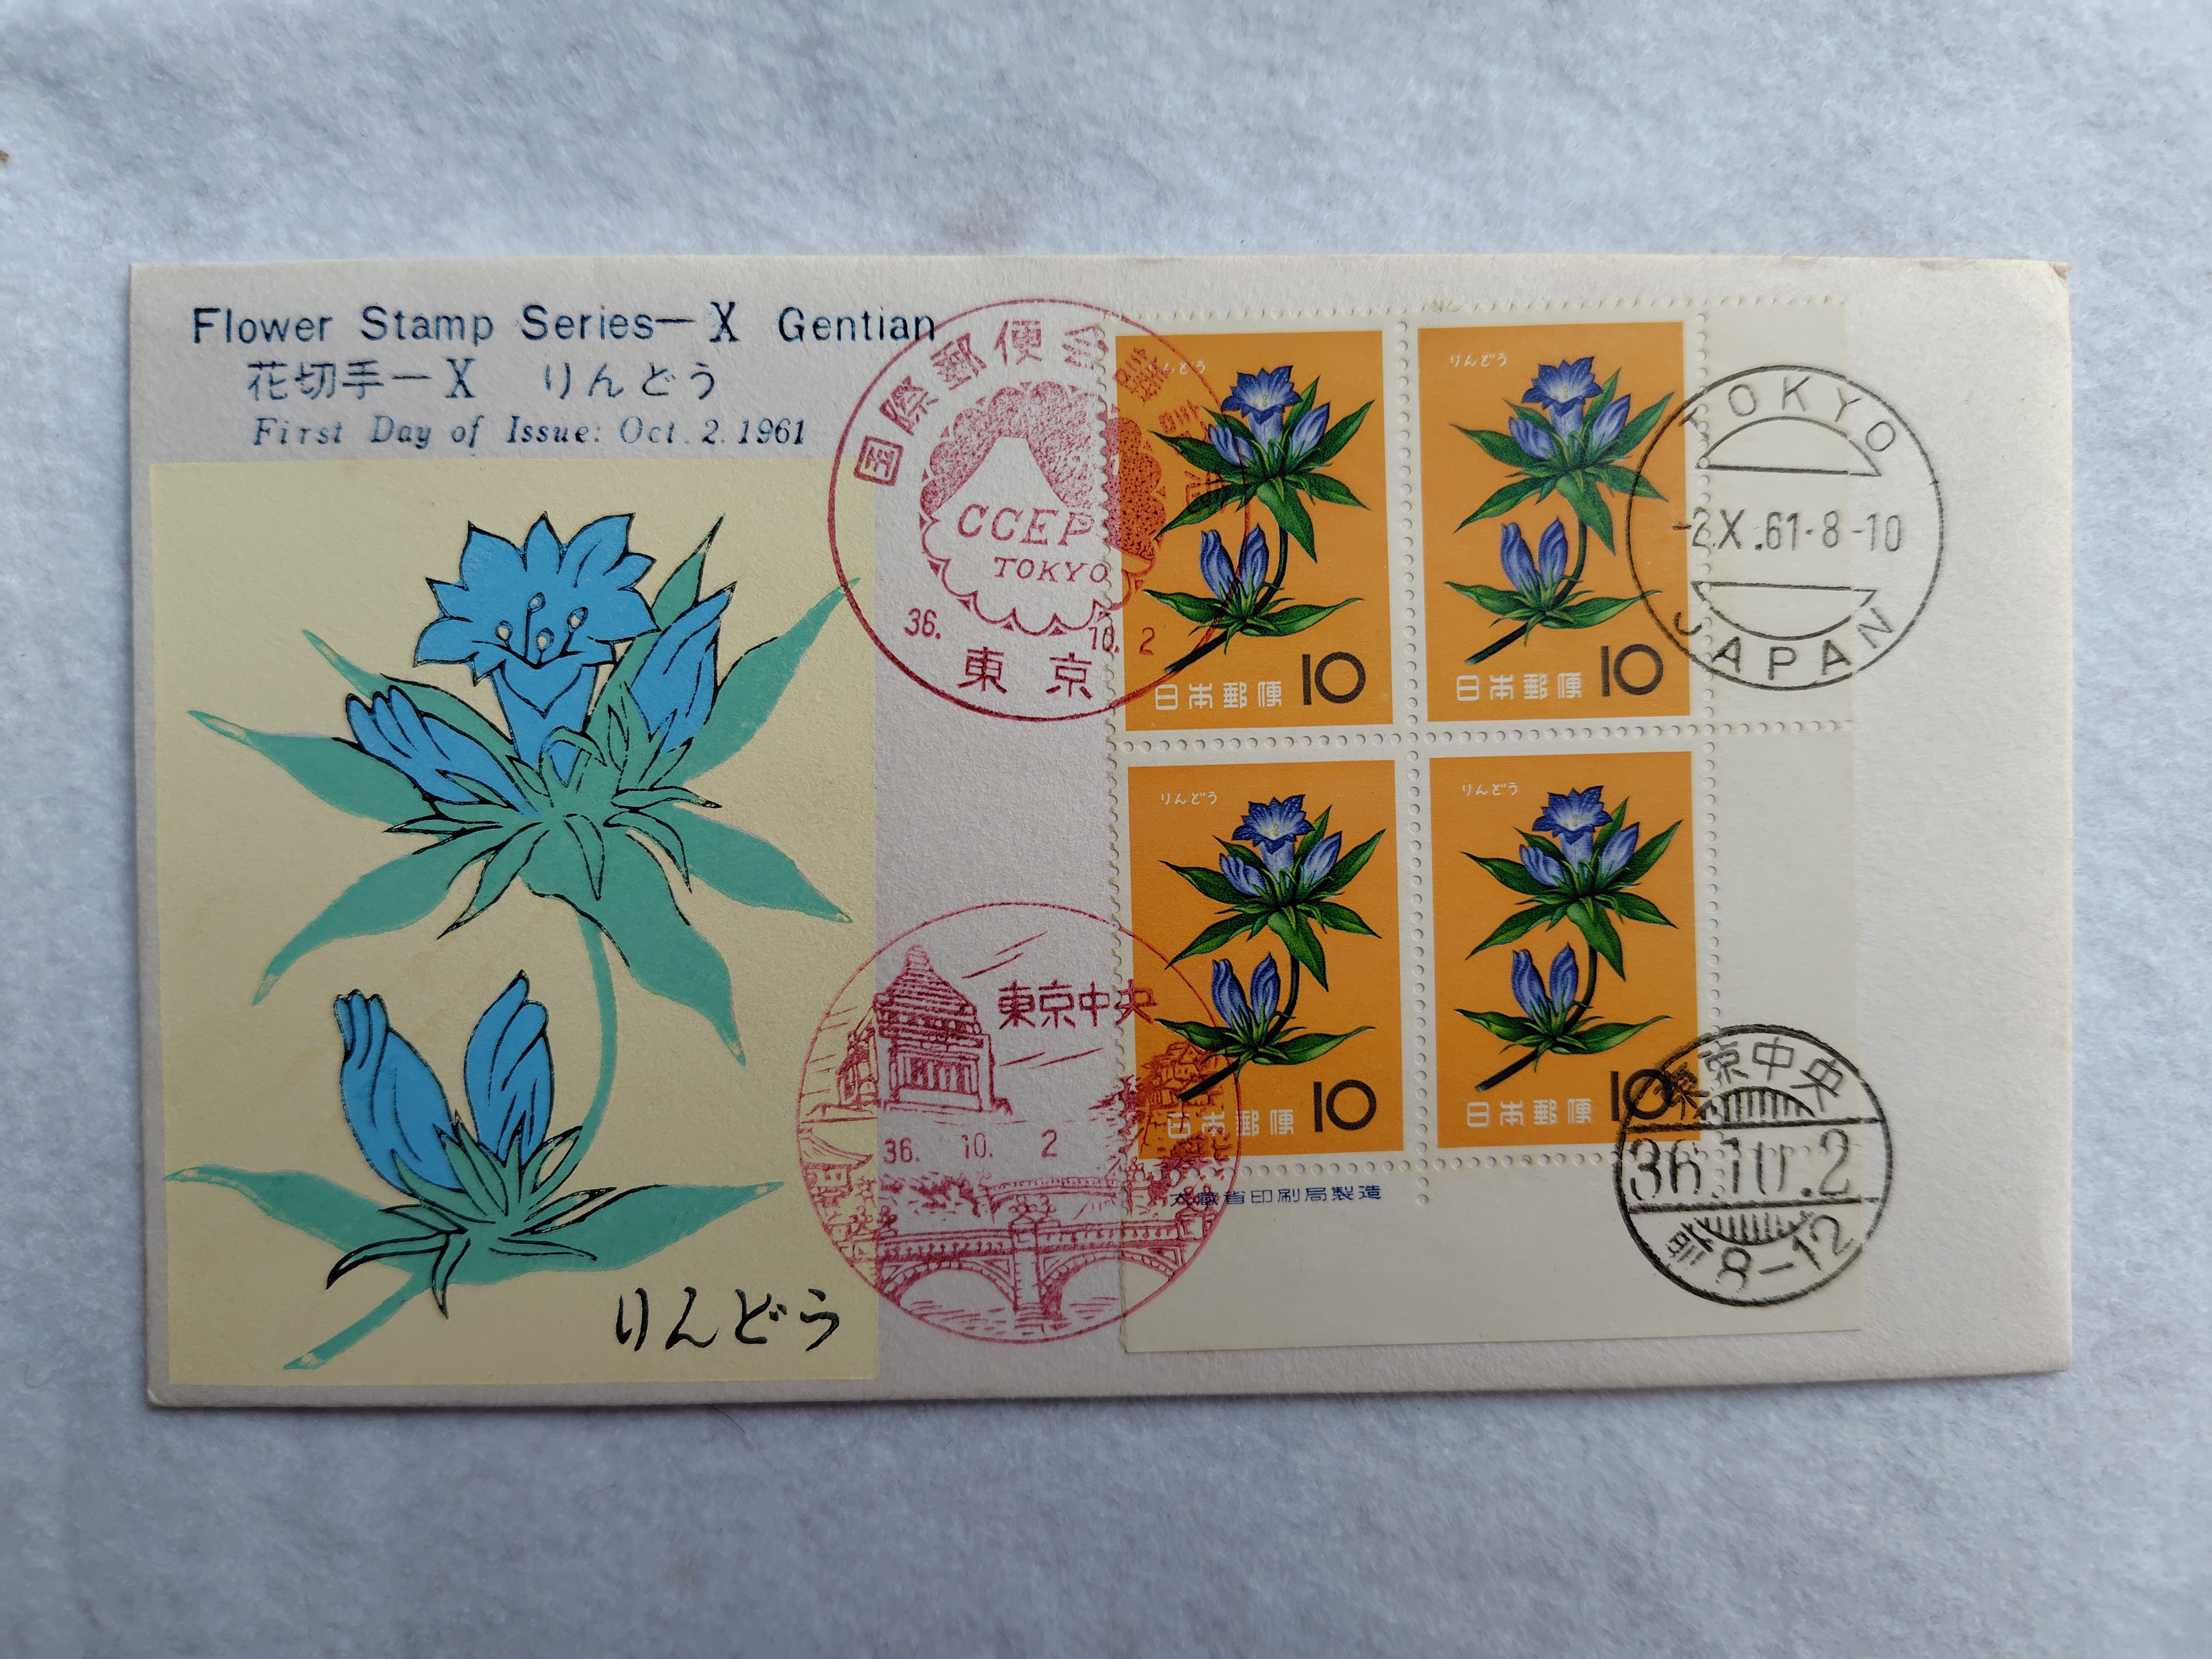 Flower Stamp Series—X Gentian
花切手—X りんどう
First Day of Issue: Oct. 2. 1961
りんどう
国際郵便会
CCEP
TOKYO
36. 10. 2
東京
東京中央
36. 10. 2
りんどう
日本郵便 10
りんどう
日本郵便 10
りんどう
日本郵便 10
りんどう
日本郵便 10
大蔵省印刷局製造
TOKYO
-2.X.61-8-10
JAPAN
東京中央
36.10.2
前8-12